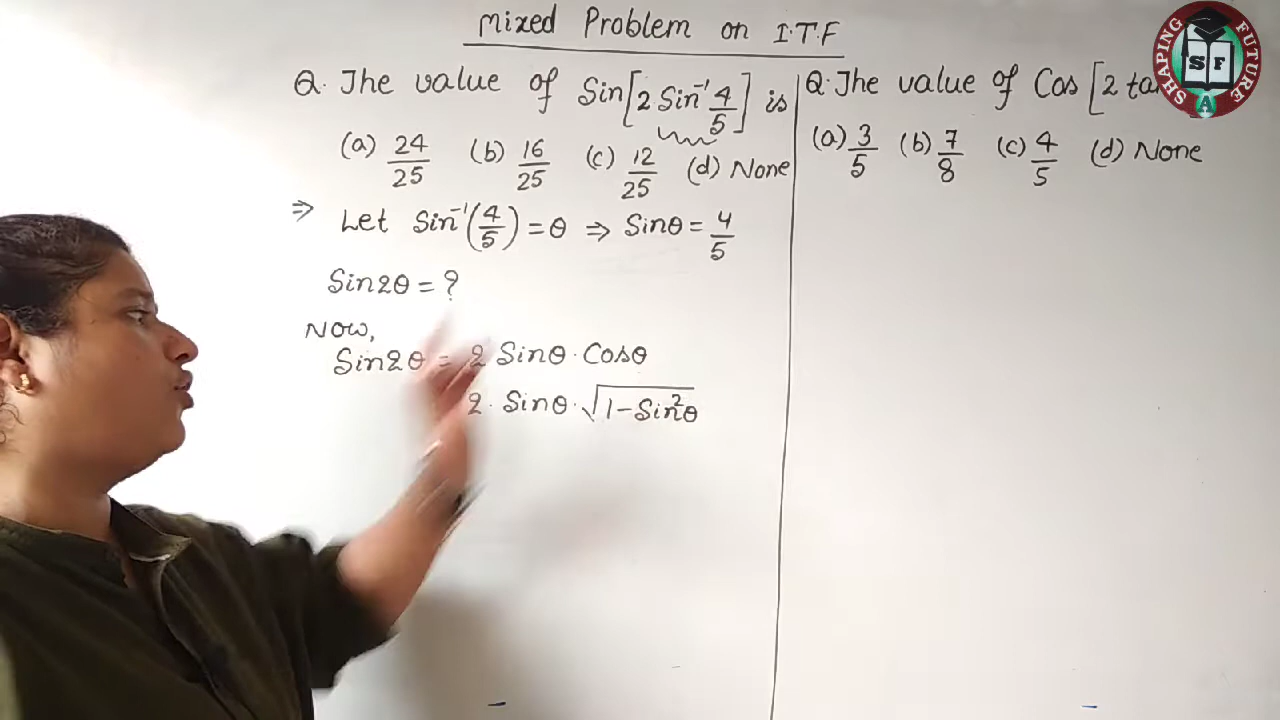 Mixed Problem on I.T.F
Q. The value of Sin[2 Sin⁻¹ 4/5] is
(a) 24/25 (b) 16/25 (c) 12/25 (d) None
⇒ Let Sin⁻¹(4/5) = θ ⇒ Sinθ = 4/5
Sin2θ = ?
Now,
Sin2θ = 2 Sinθ · Cosθ
2 · Sinθ · √(1 − Sin²θ)
Q. The value of Cos [2 tan
(a) 3/5 (b) 7/8 (c) 4/5 (d) None
SHAPING FUTURE
S F
A